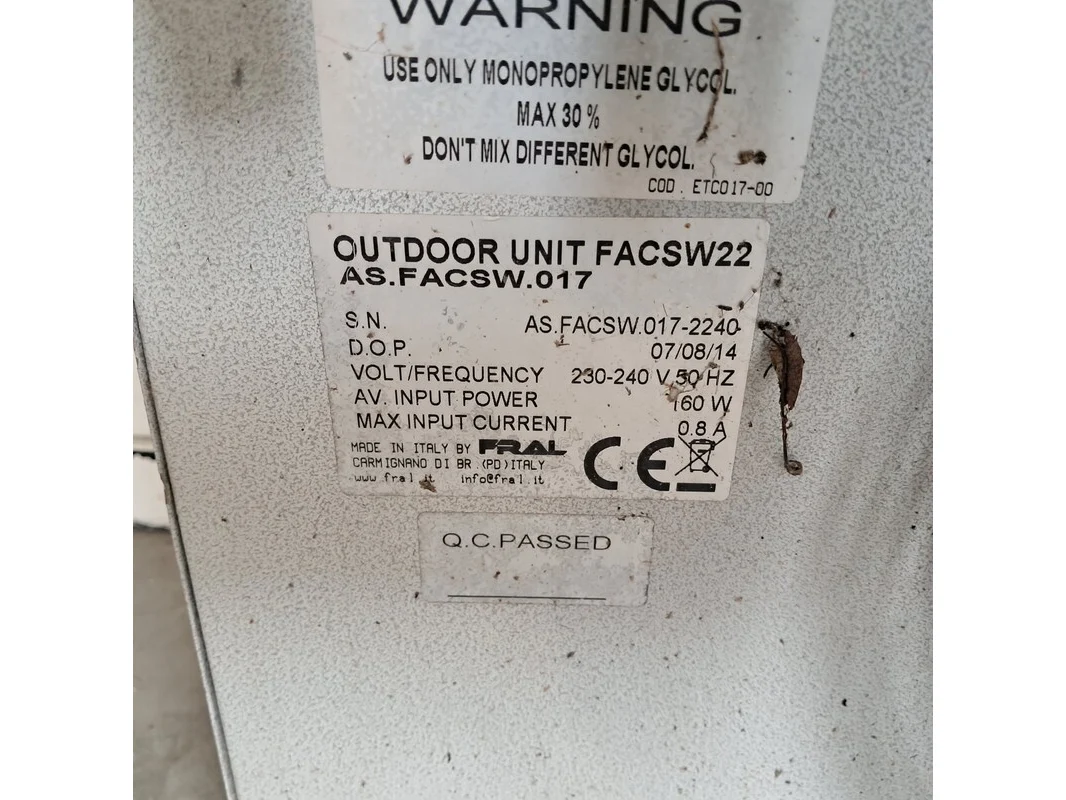 WARNING
USE ONLY MONOPROPYLENE GLYCOL.
MAX 30 %
DON'T MIX DIFFERENT GLYCOL.
COD. ETC017-00
OUTDOOR UNIT FACSW22
AS.FACSW.017
S.N. AS.FACSW.017-2240
D.O.P. 07/08/14
VOLT/FREQUENCY 230-240 V 50 HZ
AV. INPUT POWER 160 W
MAX INPUT CURRENT 0.8 A
MADE IN ITALY BY FRAL
CARMIGNANO DI BR.(PD)ITALY
www.fral.it info@fral.it
CE
Q.C.PASSED